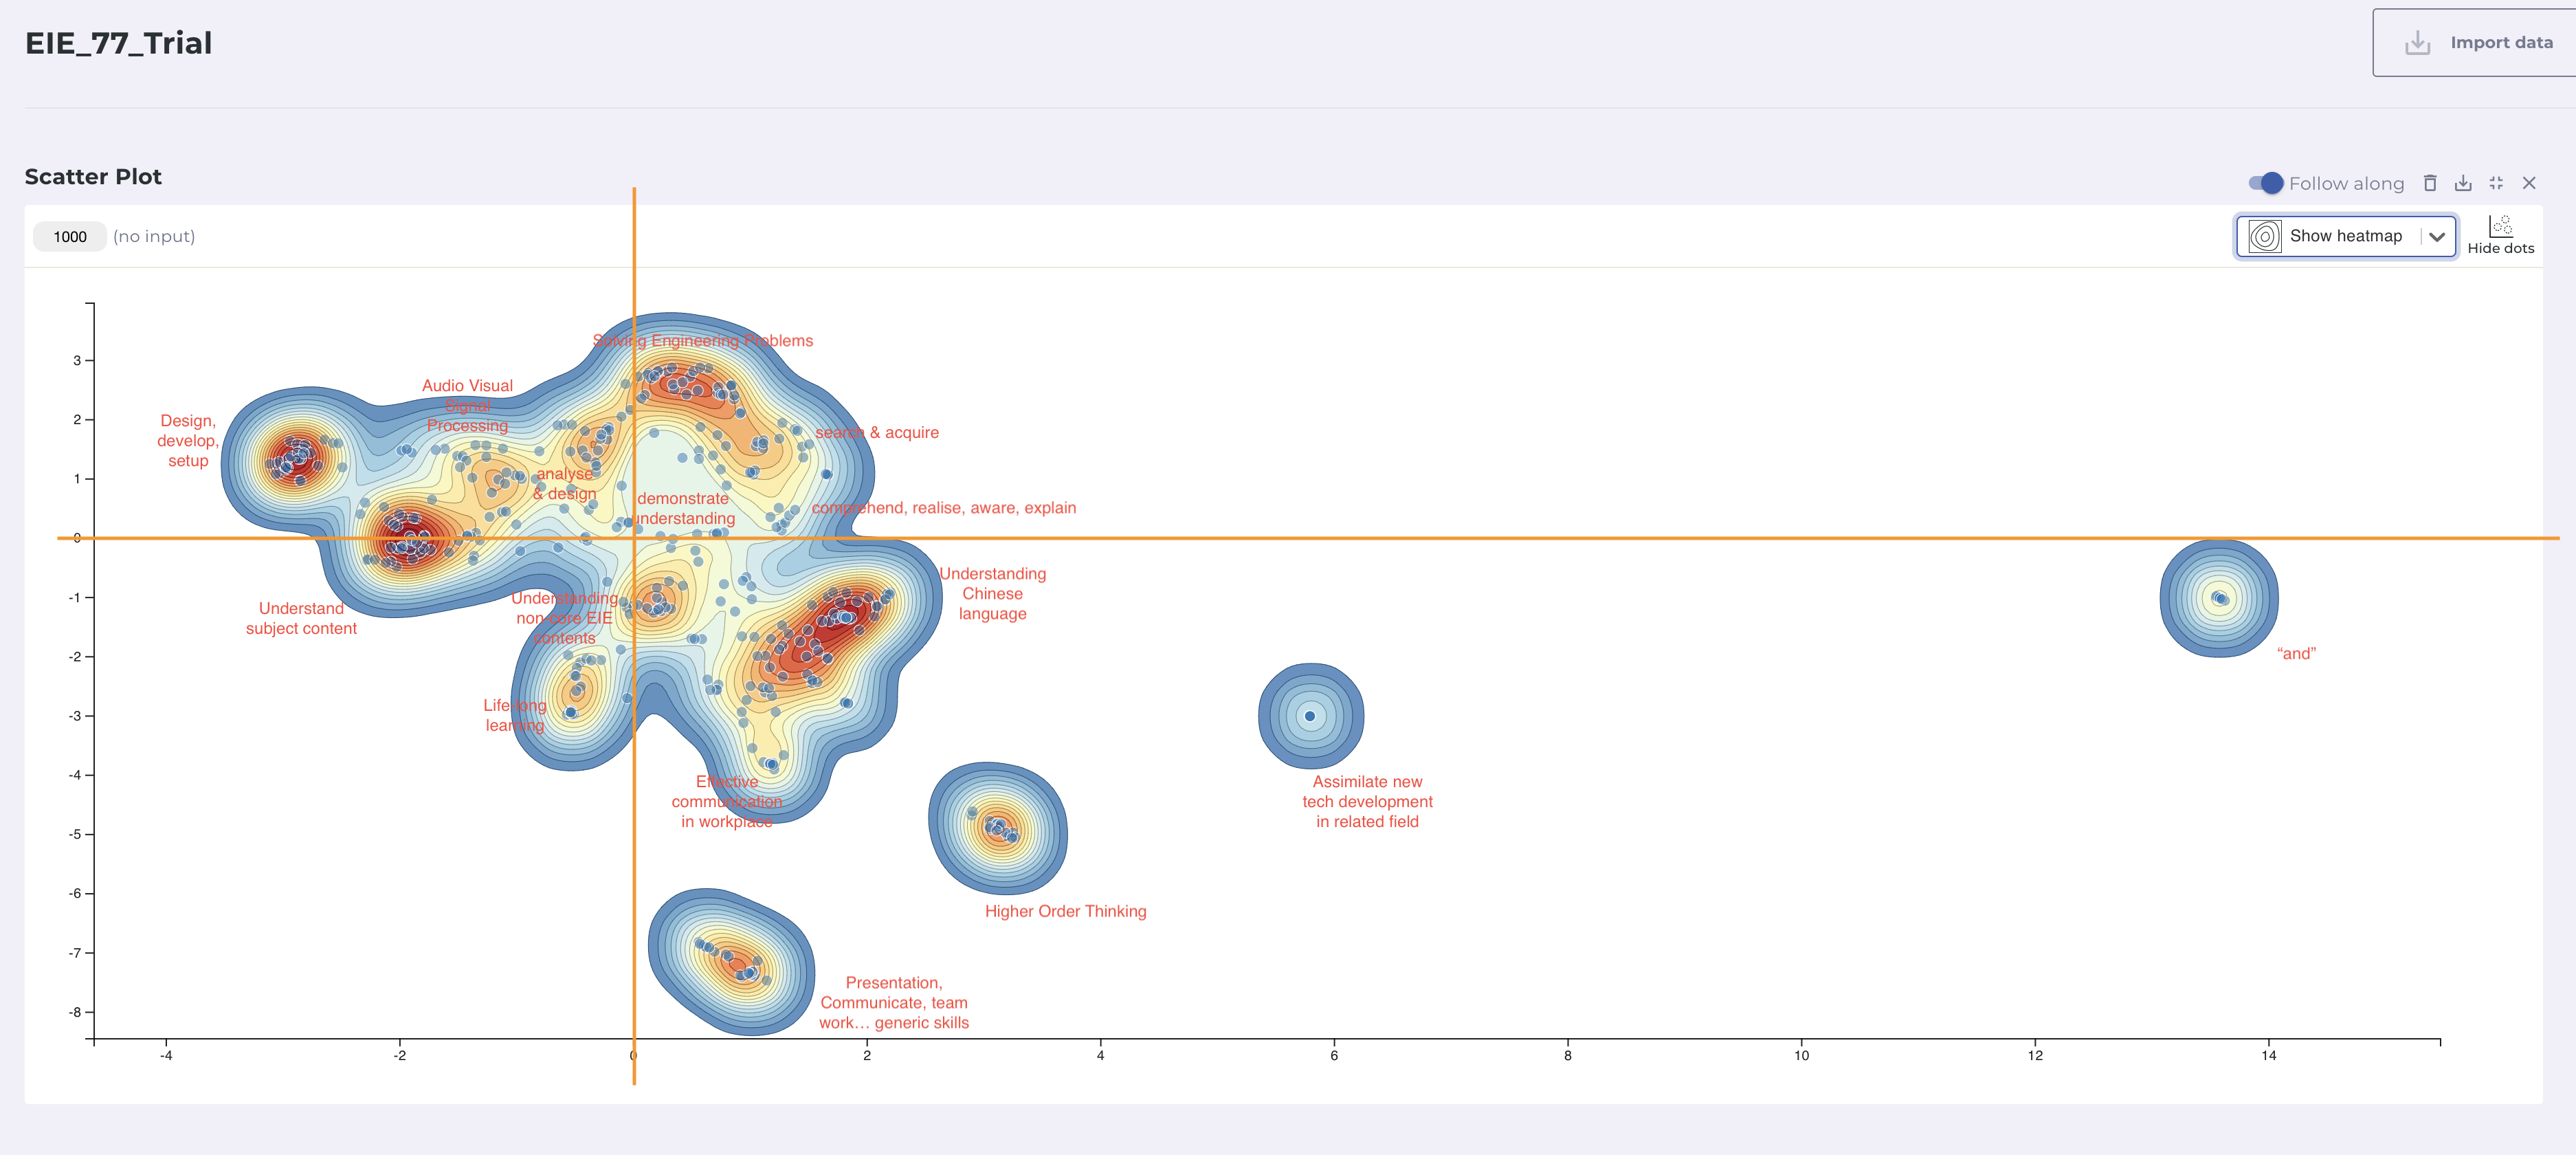 EIE_77_Trial
Import data
Scatter Plot
Follow along
1000 (no input)
Show heatmap
Hide dots
Solving Engineering Problems
Audio Visual
Signal
Processing
Design,
develop,
setup
search & acquire
analyse
& design
demonstrate
understanding
comprehend, realise, aware, explain
Understand
subject content
Understanding
non-core EIE
contents
Understanding
Chinese
language
Life-long
learning
Effective
communication
in workplace
Assimilate new
tech development
in related field
“and”
Higher Order Thinking
Presentation,
Communicate, team
work... generic skills
3
2
1
0
-1
-2
-3
-4
-5
-6
-7
-8
-4
-2
0
2
4
6
8
10
12
14